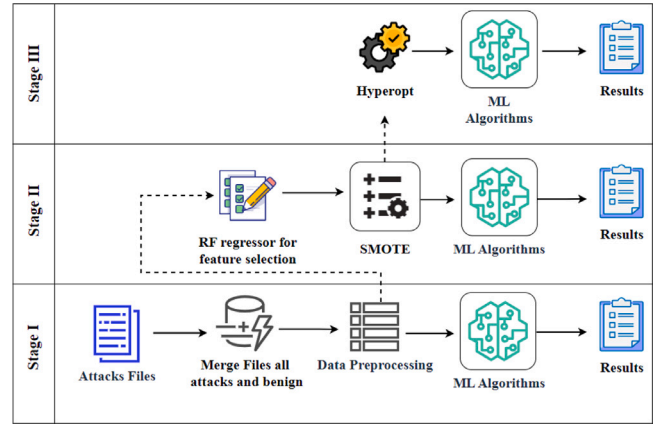 Stage III
Hyperopt
ML
Algorithms
Results
Stage II
RF regressor for
feature selection
SMOTE
ML Algorithms
Results
Stage I
Attacks Files
Merge Files all
attacks and benign
Data Preprocessing
ML Algorithms
Results